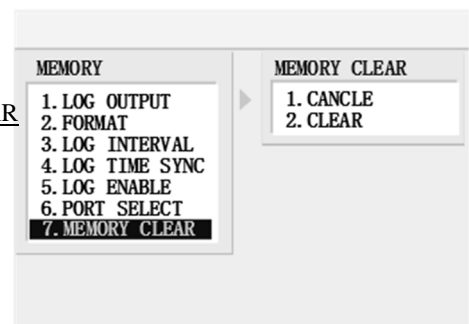 R
MEMORY
1. LOG OUTPUT
2. FORMAT
3. LOG INTERVAL
4. LOG TIME SYNC
5. LOG ENABLE
6. PORT SELECT
7. MEMORY CLEAR
MEMORY CLEAR
1. CANCLE
2. CLEAR